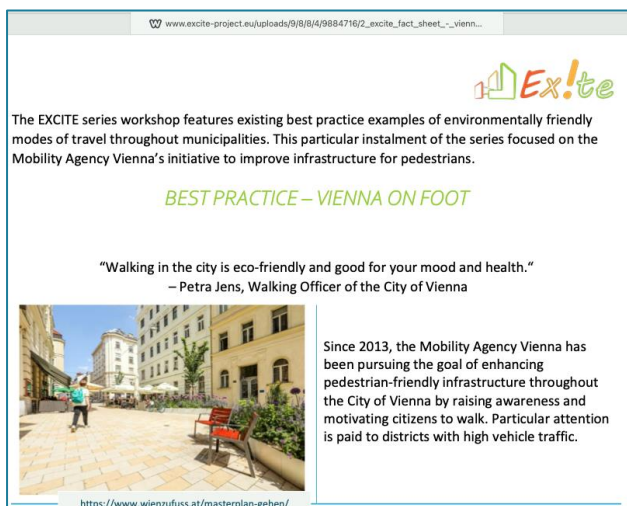 www.excite-project.eu/uploads/9/8/8/4/9884716/2_excite_fact_sheet_-_vienn...
Ex!te
The EXCITE series workshop features existing best practice examples of environmentally friendly
modes of travel throughout municipalities. This particular instalment of the series focused on the
Mobility Agency Vienna's initiative to improve infrastructure for pedestrians.
BEST PRACTICE – VIENNA ON FOOT
“Walking in the city is eco-friendly and good for your mood and health.“
– Petra Jens, Walking Officer of the City of Vienna
Since 2013, the Mobility Agency Vienna has
been pursuing the goal of enhancing
pedestrian-friendly infrastructure throughout
the City of Vienna by raising awareness and
motivating citizens to walk. Particular attention
is paid to districts with high vehicle traffic.
https://www.wienzufuss.at/masterplan-gehen/